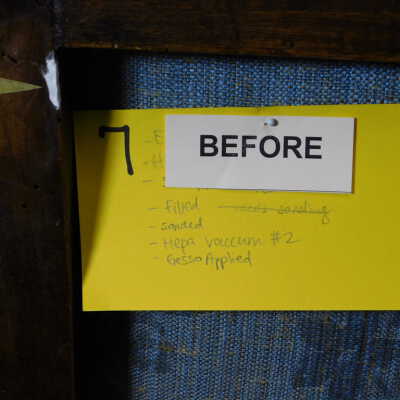 7
BEFORE
- filled needs sanding
- sanded
- Hepa vaccum #2
- Gesso Applied